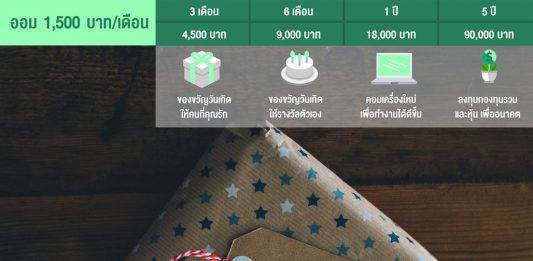 ออม 1,500 บาท/เดือน
3 เดือน 6 เดือน 1 ปี 5 ปี
4,500 บาท 9,000 บาท 18,000 บาท 90,000 บาท
ของขวัญวันเกิด ของขวัญวันเกิด คอมเครื่องใหม่ ลงทุนกองทุนรวม
ให้คนที่คุณรัก ให้รางวัลตัวเอง เพื่อทำงานได้ดีขึ้น และหุ้น เพื่ออนาคต